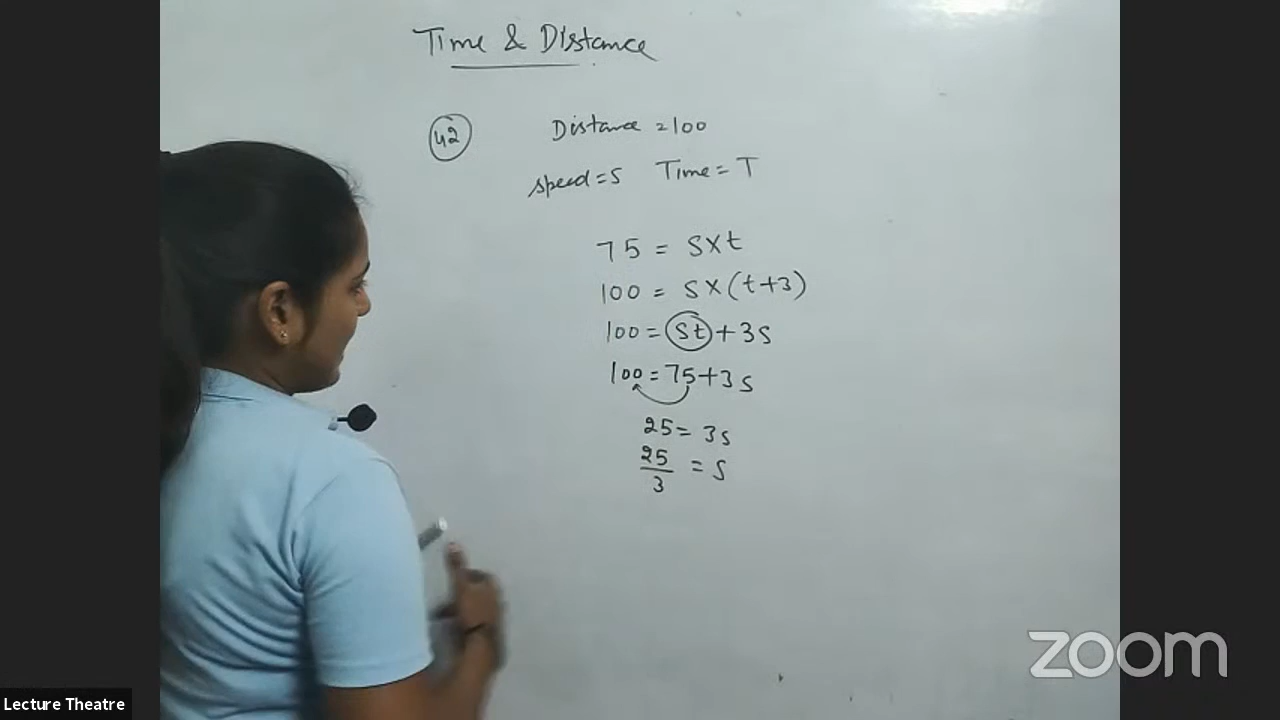 Time & Distance
42
Distance = 100
Speed = S Time = T
75 = S×t
100 = S×(t+3)
100 = St + 3s
100 = 75+3s
25 = 3s
25/3 = S
zoom
Lecture Theatre